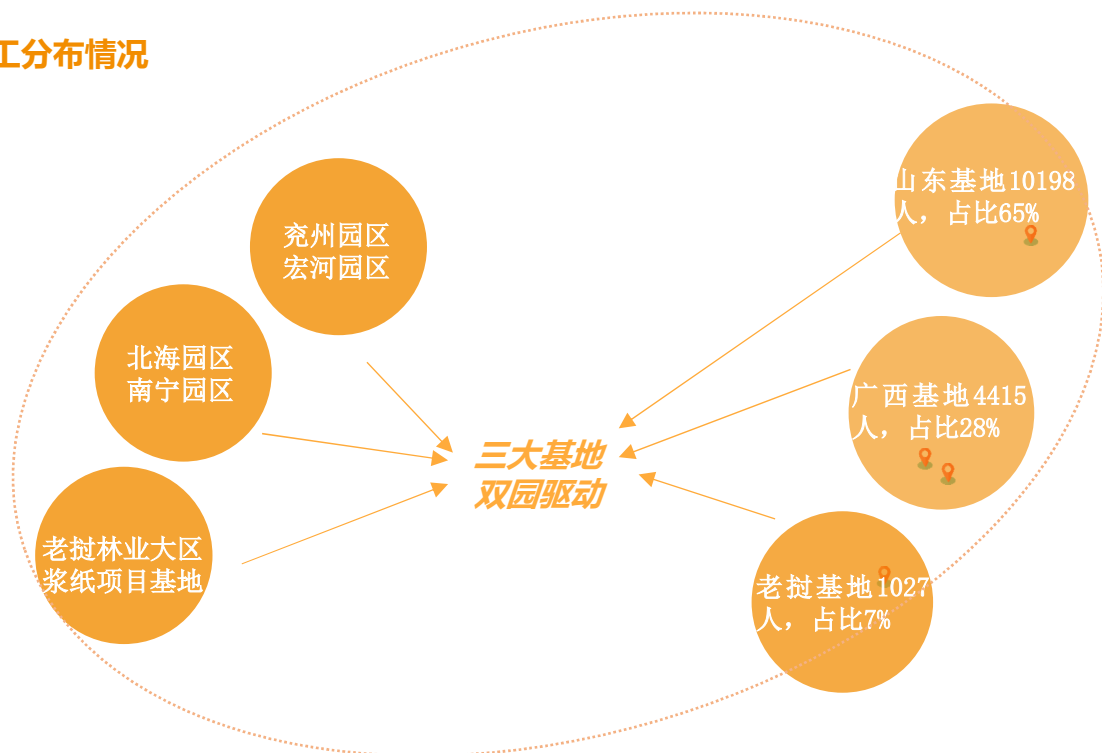 工分布情况
兖州园区
宏河园区
北海园区
南宁园区
老挝林业大区
浆纸项目基地
三大基地
双园驱动
山东基地10198
人，占比65%
广西基地4415
人，占比28%
老挝基地1027
人，占比7%